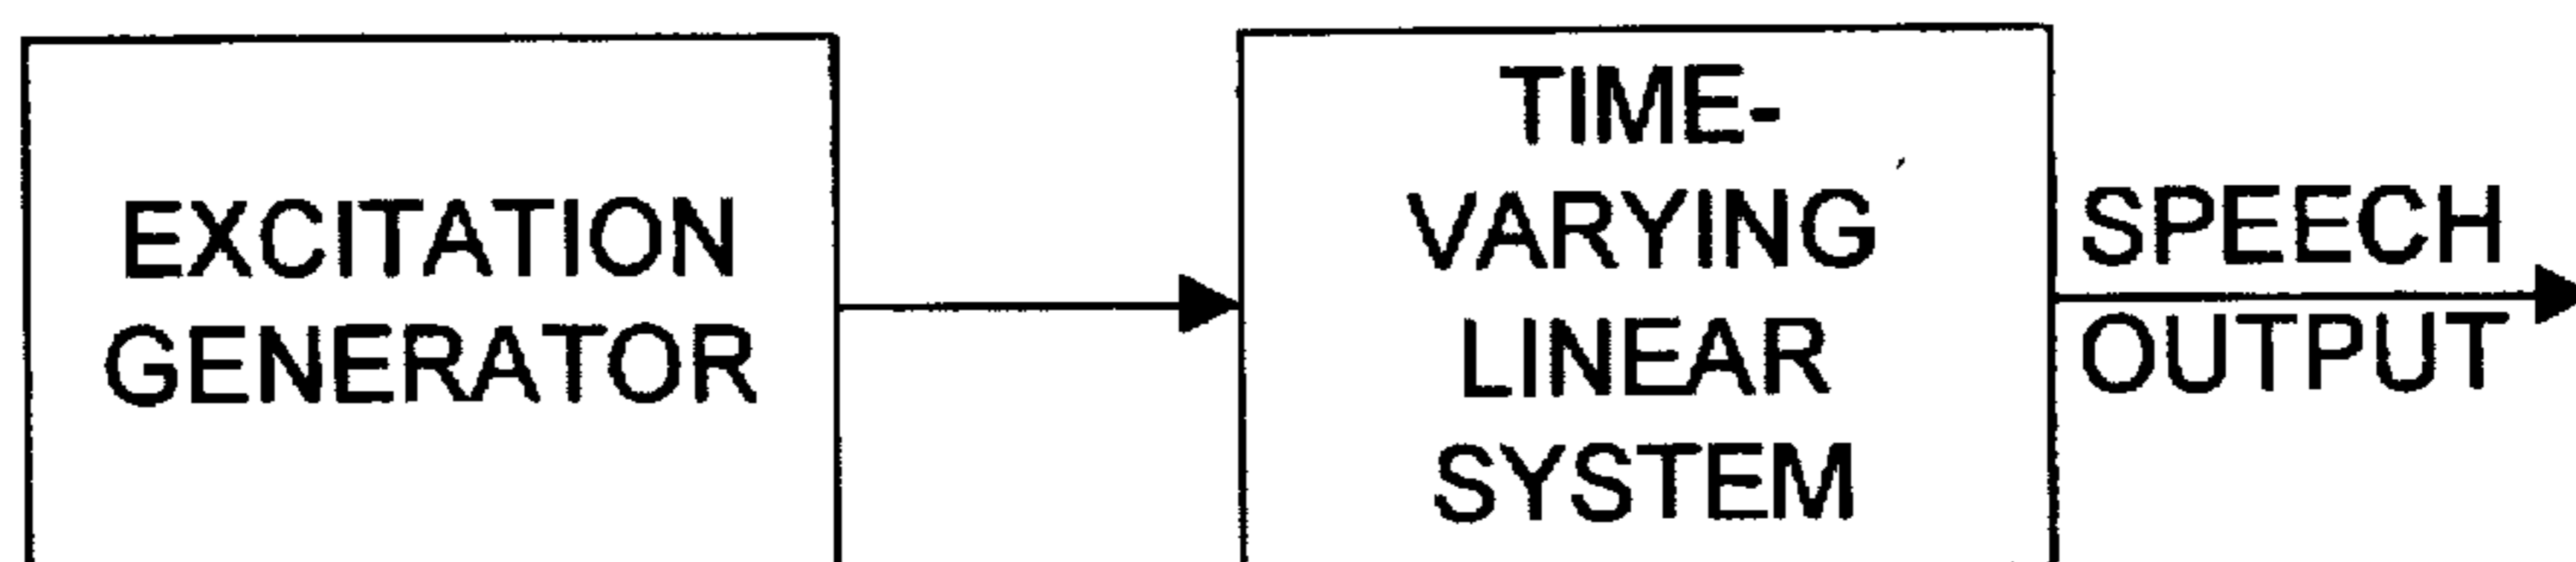 EXCITATION
GENERATOR
TIME-
VARYING
LINEAR
SYSTEM
SPEECH
OUTPUT